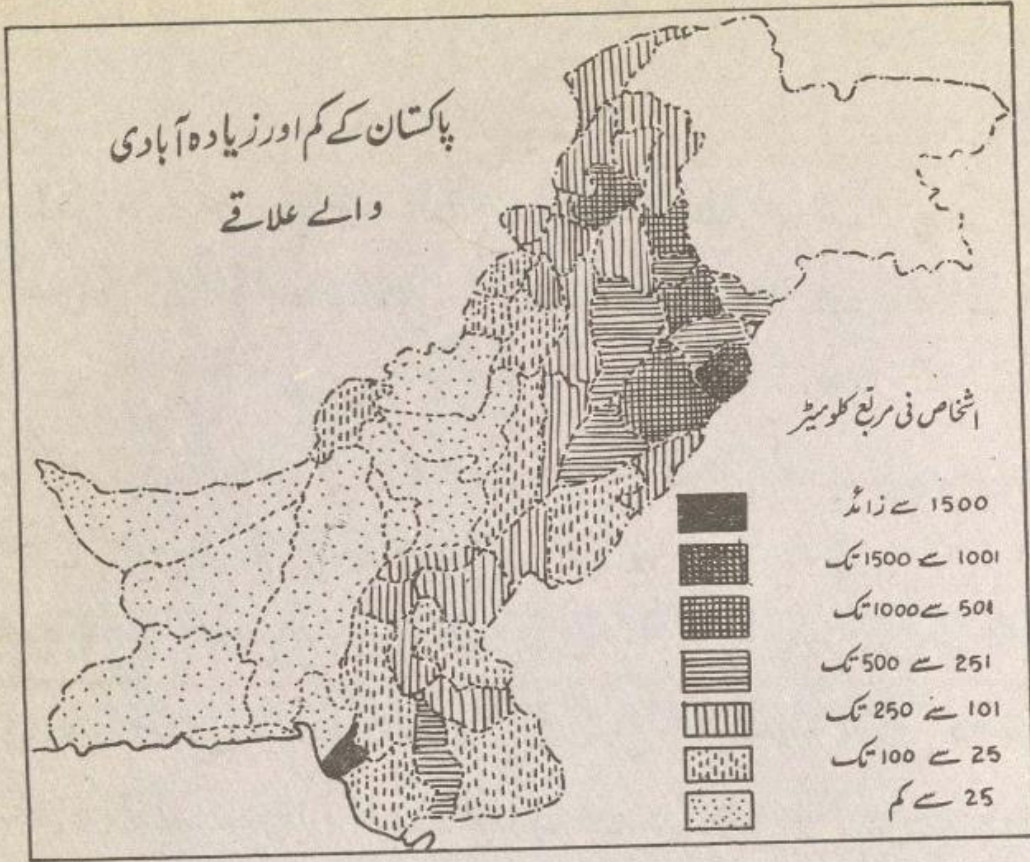 پاکستان کے کم اور زیادہ آبادی
والے علاقے
اشخاص فی مربع کلومیٹر
1500 سے زائد
1001 سے 1500 تک
501 سے 1000 تک
251 سے 500 تک
101 سے 250 تک
25 سے 100 تک
25 سے کم